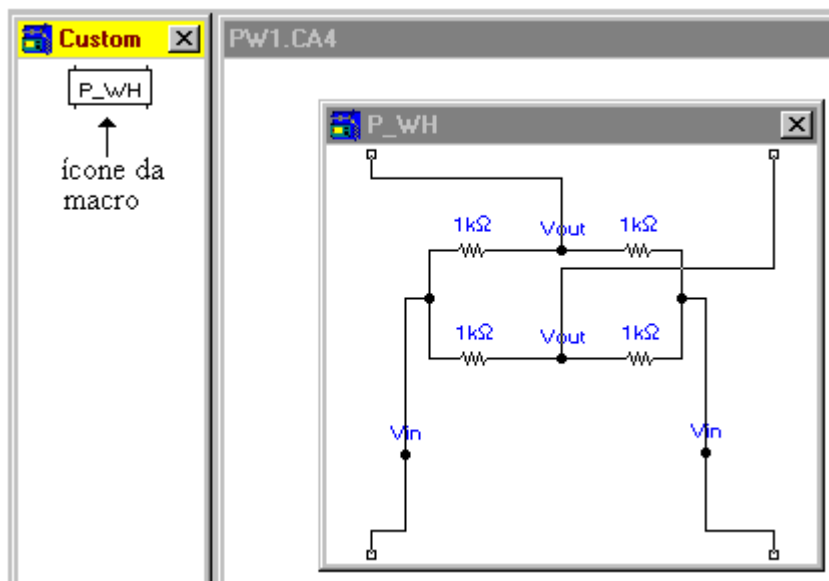 Custom
P_WH
ícone da
macro
PW1.CA4
P_WH
1kΩ
Vout
1kΩ
1kΩ
Vout
1kΩ
Vin
Vin